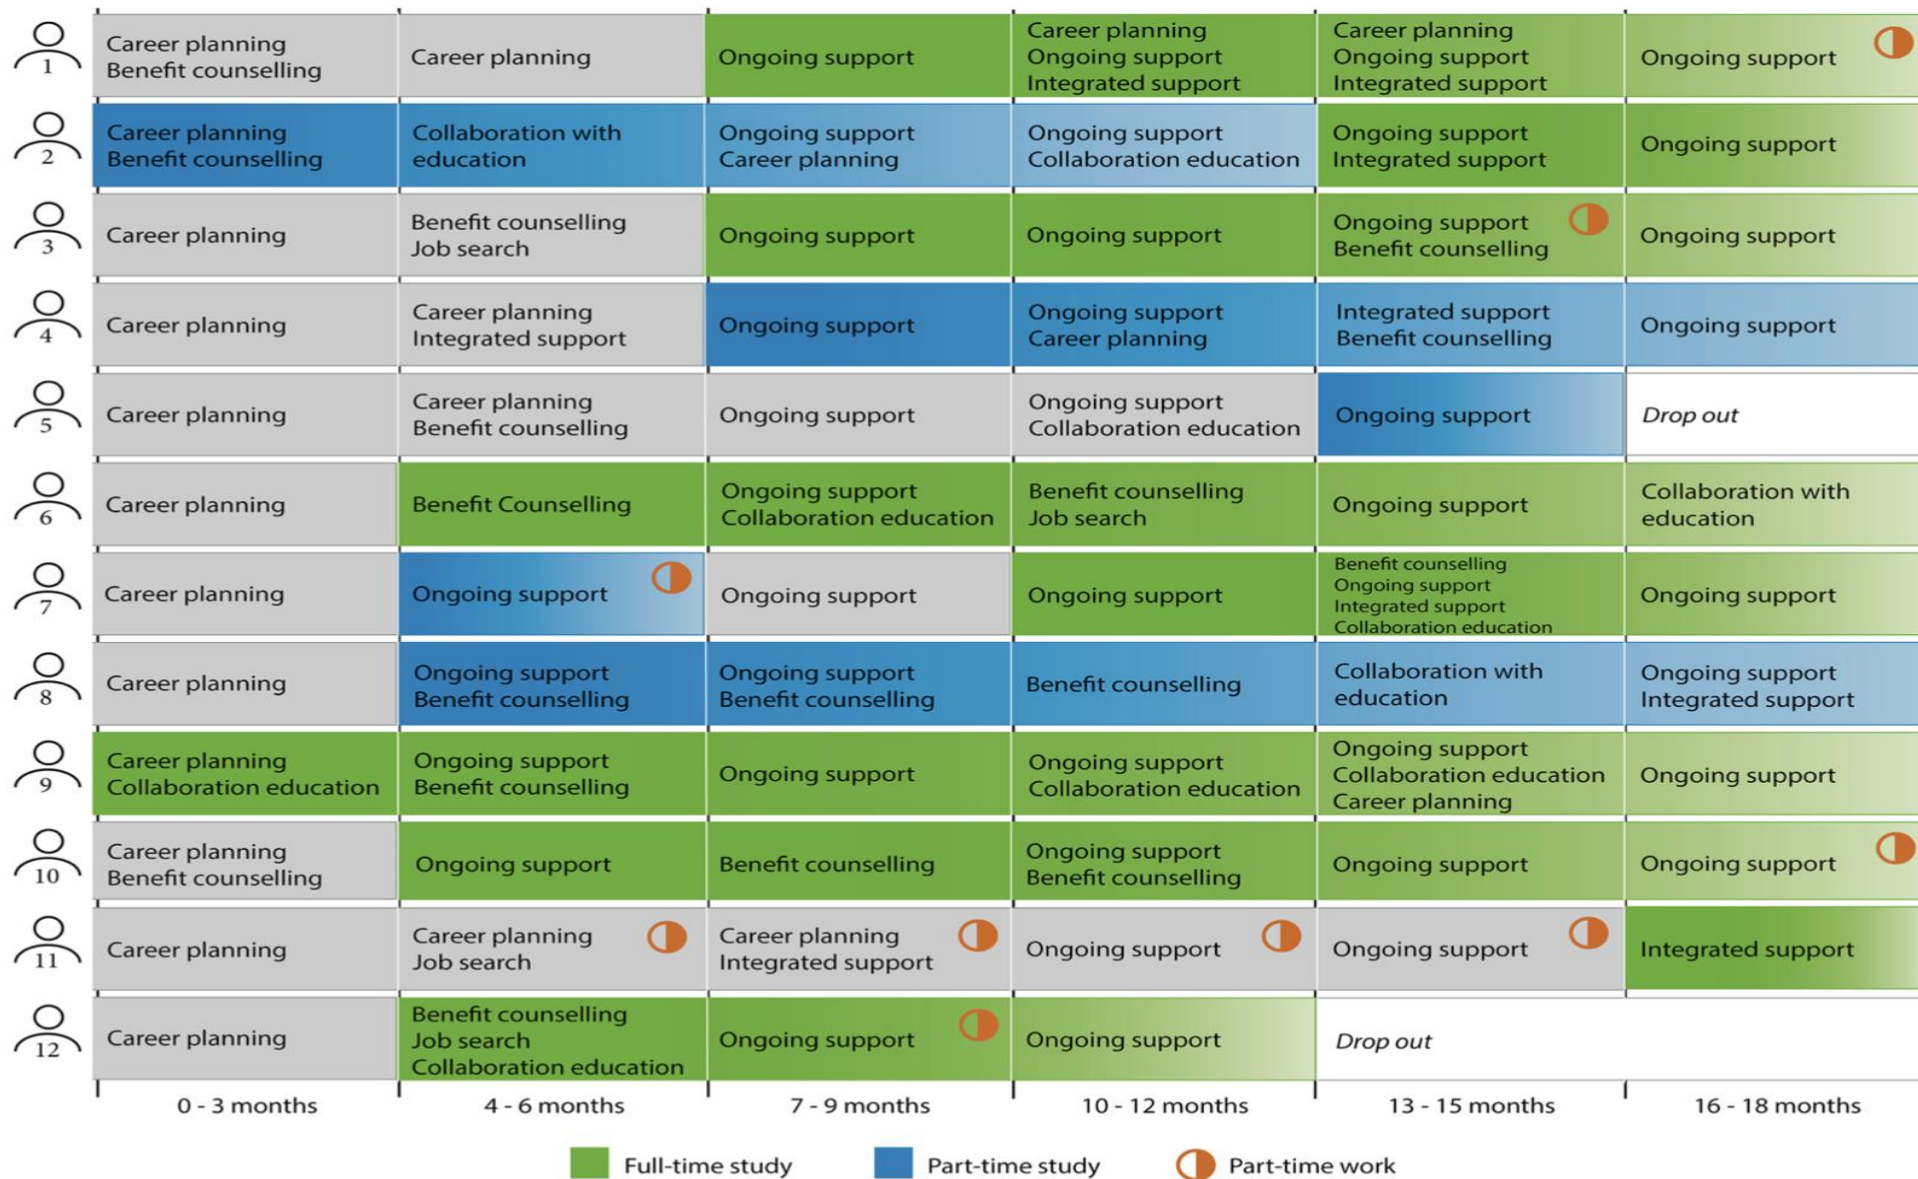 1
Career planning
Benefit counselling
Career planning
Ongoing support
Career planning
Ongoing support
Integrated support
Career planning
Ongoing support
Integrated support
Ongoing support
2
Career planning
Benefit counselling
Collaboration with
education
Ongoing support
Career planning
Ongoing support
Collaboration education
Ongoing support
Integrated support
Ongoing support
3
Career planning
Benefit counselling
Job search
Ongoing support
Ongoing support
Ongoing support
Benefit counselling
Ongoing support
4
Career planning
Career planning
Integrated support
Ongoing support
Ongoing support
Career planning
Integrated support
Benefit counselling
Ongoing support
5
Career planning
Career planning
Benefit counselling
Ongoing support
Ongoing support
Collaboration education
Ongoing support
Drop out
6
Career planning
Benefit Counselling
Ongoing support
Collaboration education
Benefit counselling
Job search
Ongoing support
Collaboration with
education
7
Career planning
Ongoing support
Ongoing support
Ongoing support
Benefit counselling
Ongoing support
Integrated support
Collaboration education
Ongoing support
8
Career planning
Ongoing support
Benefit counselling
Ongoing support
Benefit counselling
Benefit counselling
Collaboration with
education
Ongoing support
Integrated support
9
Career planning
Collaboration education
Ongoing support
Benefit counselling
Ongoing support
Ongoing support
Collaboration education
Ongoing support
Collaboration education
Career planning
Ongoing support
10
Career planning
Benefit counselling
Ongoing support
Benefit counselling
Ongoing support
Benefit counselling
Ongoing support
Ongoing support
11
Career planning
Career planning
Job search
Career planning
Integrated support
Ongoing support
Ongoing support
Integrated support
12
Career planning
Benefit counselling
Job search
Collaboration education
Ongoing support
Ongoing support
Drop out
0 - 3 months
4 - 6 months
7 - 9 months
10 - 12 months
13 - 15 months
16 - 18 months
Full-time study
Part-time study
Part-time work